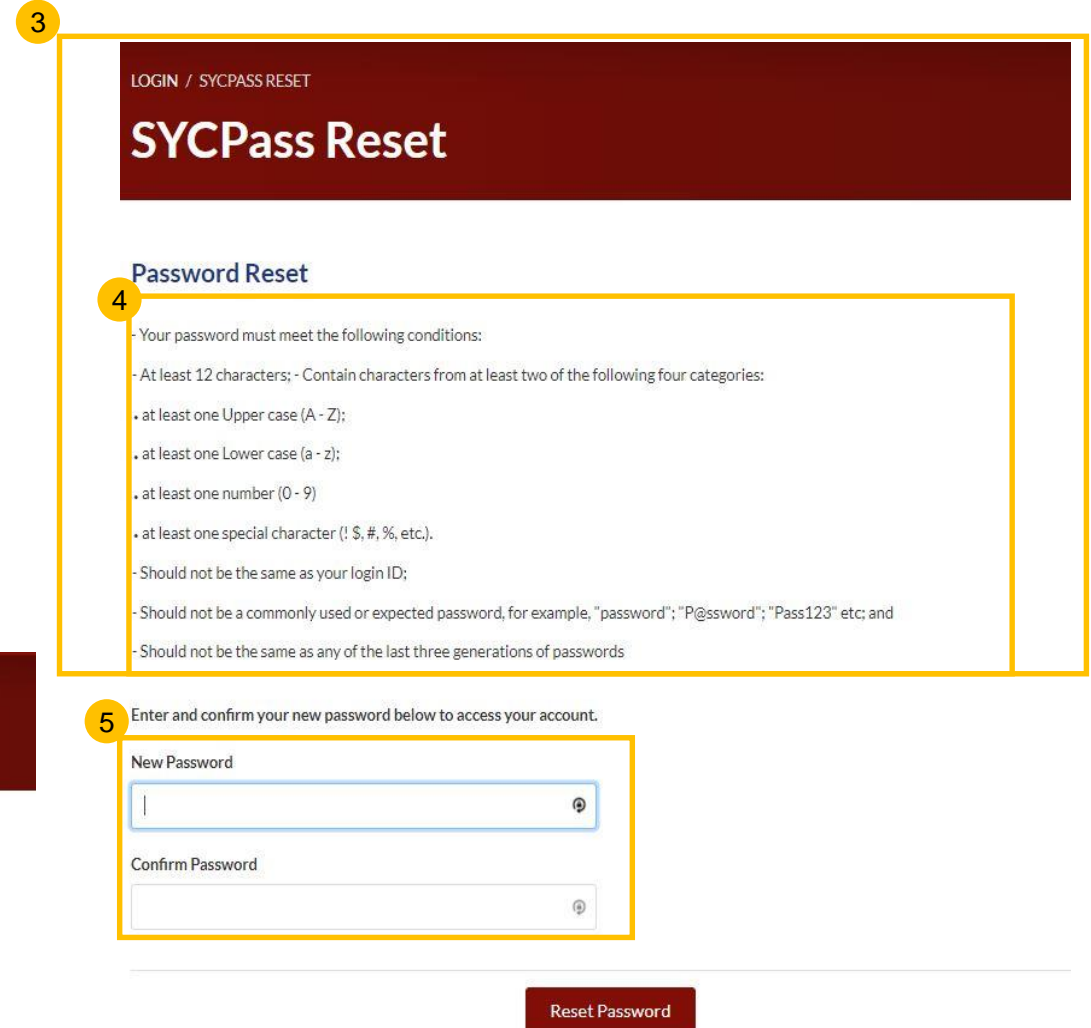 3
LOGIN / SYCPASS RESET
SYCPass Reset
Password Reset
4
- Your password must meet the following conditions:
- At least 12 characters; - Contain characters from at least two of the following four categories:
• at least one Upper case (A - Z);
• at least one Lower case (a - z);
• at least one number (0 - 9)
• at least one special character (! $, #, %, etc.).
- Should not be the same as your login ID;
- Should not be a commonly used or expected password, for example, "password"; "P@ssword"; "Pass123" etc; and
- Should not be the same as any of the last three generations of passwords
5
Enter and confirm your new password below to access your account.
New Password
Confirm Password
Reset Password